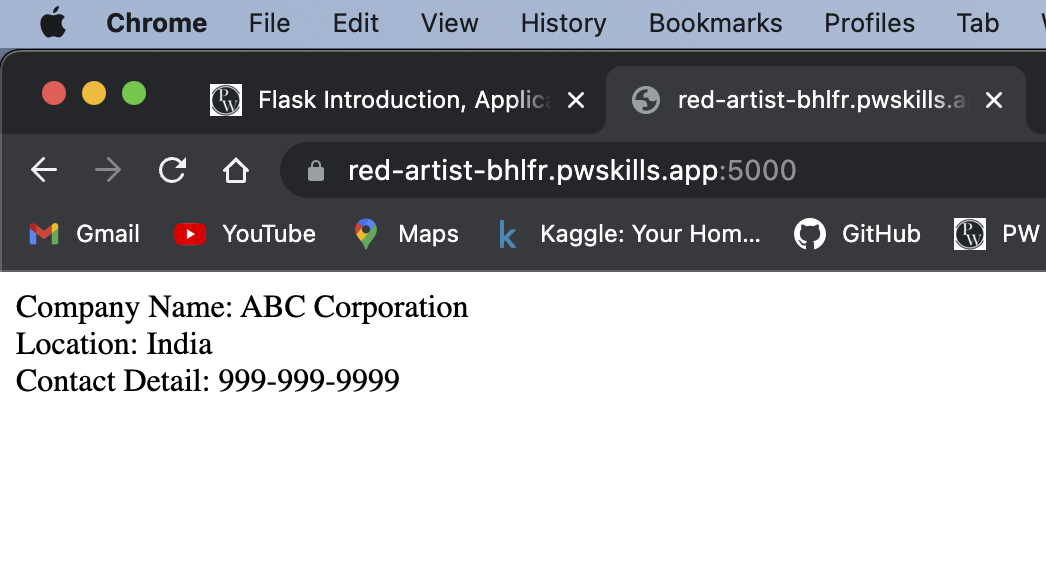 Chrome File Edit View History Bookmarks Profiles Tab
Flask Introduction, Applica red-artist-bhlfr.pwskills.a
red-artist-bhlfr.pwskills.app:5000
Gmail YouTube Maps Kaggle: Your Hom... GitHub PW
Company Name: ABC Corporation
Location: India
Contact Detail: 999-999-9999